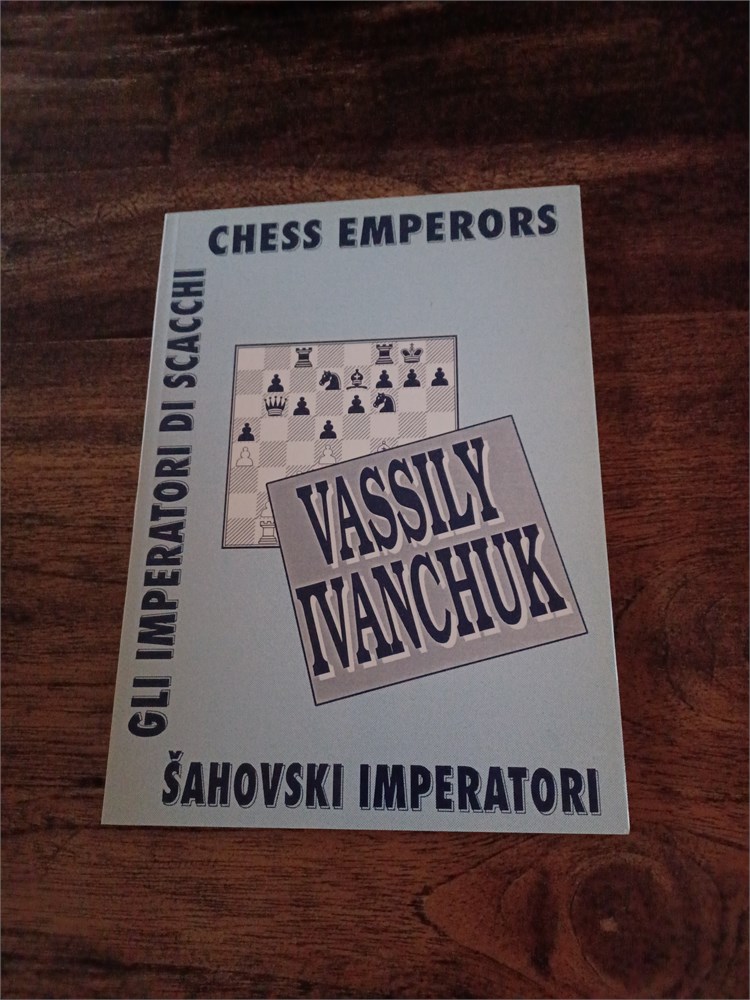 CHESS EMPERORS
GLI IMPERATORI DI SCACCHI
VASSILY
IVANCHUK
ŠAHOVSKI IMPERATORI